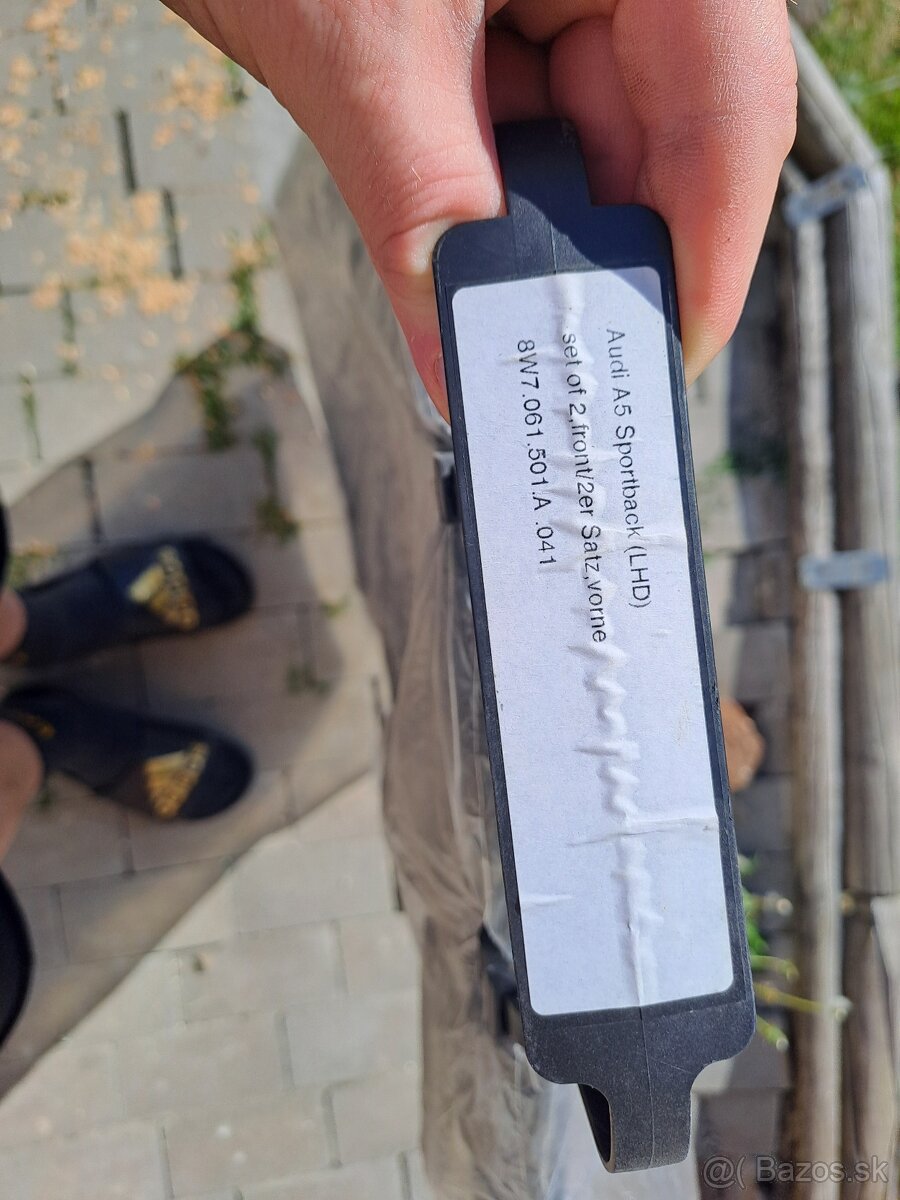 Audi A5 Sportback (LHD)
set of 2,front/2er Satz,vorne
8W7.061.501.A .041
@( Bazos.sk